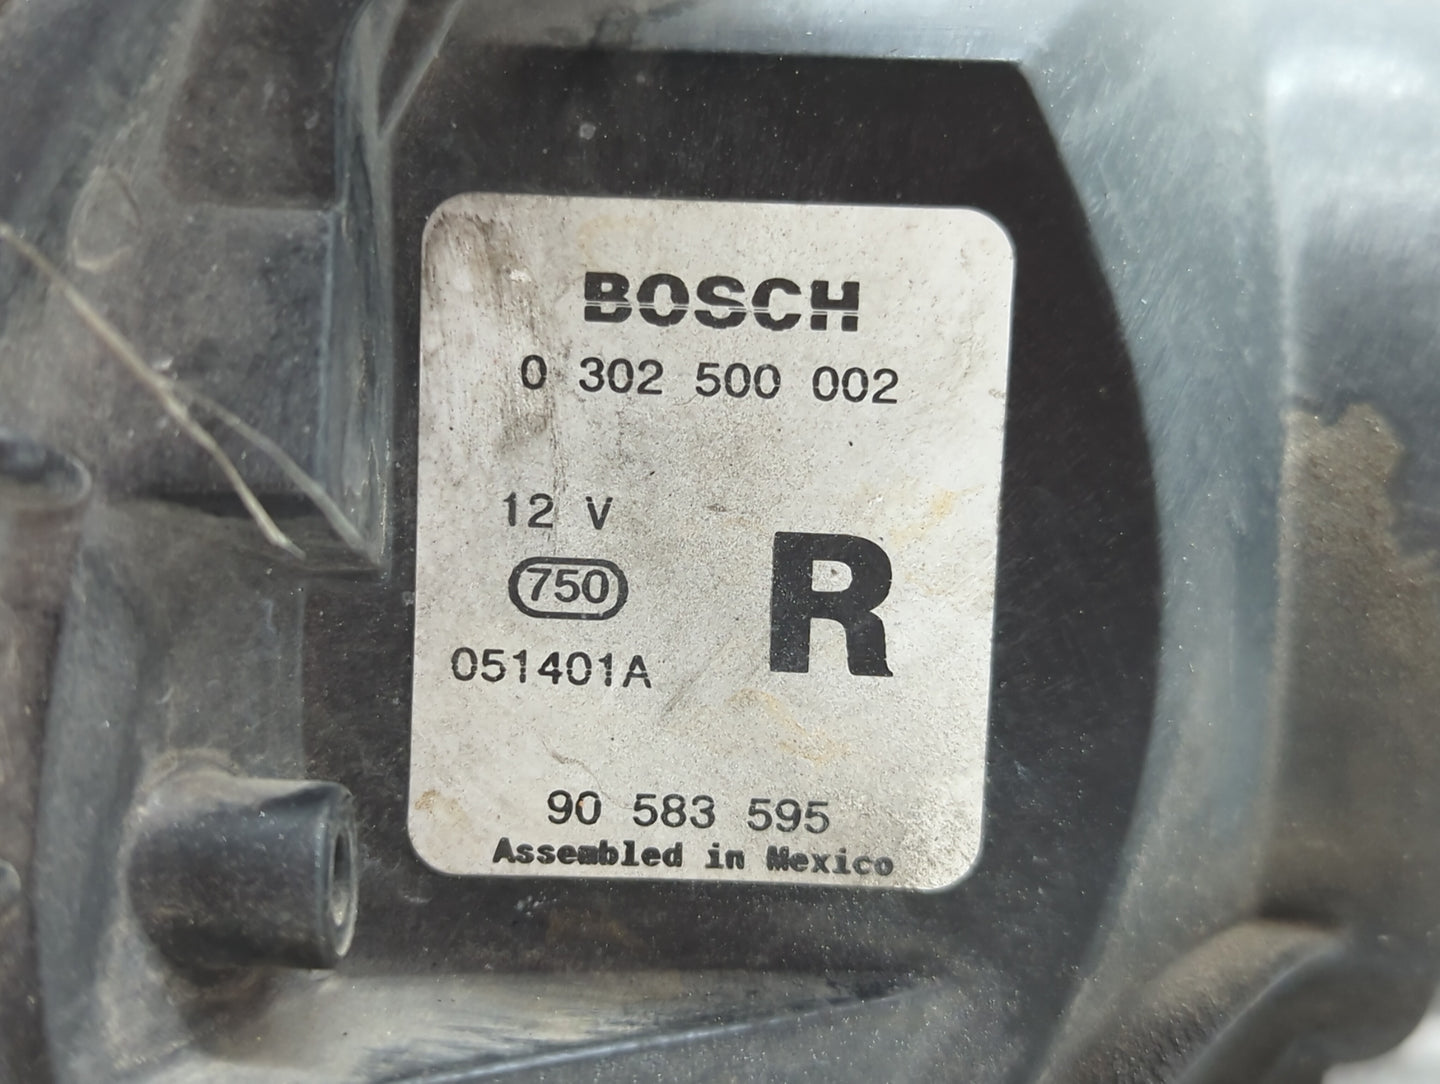 BOSCH
0 302 500 002
12 V
750
R
051401A
90 583 595
Assembled in Mexico